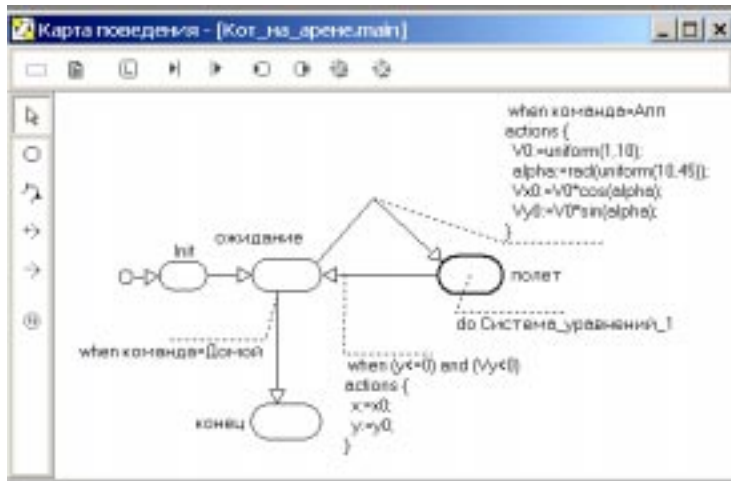 Карта поведения - [Кот_на_арене.main]
when команда=Апп
actions {
V0:=uniform(1,10);
alpha:=rad(uniform(10,45));
Vx0:=V0*cos(alpha);
Vy0:=V0*sin(alpha);
}
ожидание
Init
полет
do Система_уравнений_1
when команда=Домой
when (y<=0) and (Vy<0)
actions {
x:=x0;
y:=y0;
}
конец